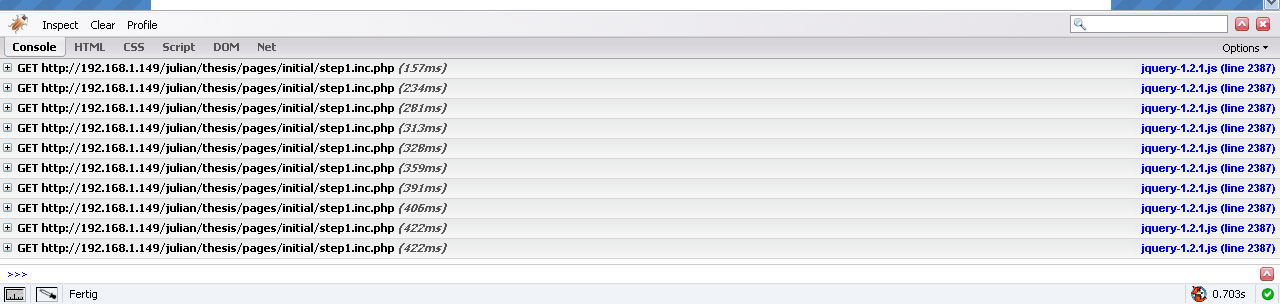 Inspect Clear Profile
Console HTML CSS Script DOM Net Options
GET http://192.168.1.149/julian/thesis/pages/initial/step1.inc.php (157ms) jquery-1.2.1.js (line 2387)
GET http://192.168.1.149/julian/thesis/pages/initial/step1.inc.php (234ms) jquery-1.2.1.js (line 2387)
GET http://192.168.1.149/julian/thesis/pages/initial/step1.inc.php (281ms) jquery-1.2.1.js (line 2387)
GET http://192.168.1.149/julian/thesis/pages/initial/step1.inc.php (313ms) jquery-1.2.1.js (line 2387)
GET http://192.168.1.149/julian/thesis/pages/initial/step1.inc.php (328ms) jquery-1.2.1.js (line 2387)
GET http://192.168.1.149/julian/thesis/pages/initial/step1.inc.php (359ms) jquery-1.2.1.js (line 2387)
GET http://192.168.1.149/julian/thesis/pages/initial/step1.inc.php (391ms) jquery-1.2.1.js (line 2387)
GET http://192.168.1.149/julian/thesis/pages/initial/step1.inc.php (406ms) jquery-1.2.1.js (line 2387)
GET http://192.168.1.149/julian/thesis/pages/initial/step1.inc.php (422ms) jquery-1.2.1.js (line 2387)
GET http://192.168.1.149/julian/thesis/pages/initial/step1.inc.php (422ms) jquery-1.2.1.js (line 2387)
>>>
Fertig 0.703s